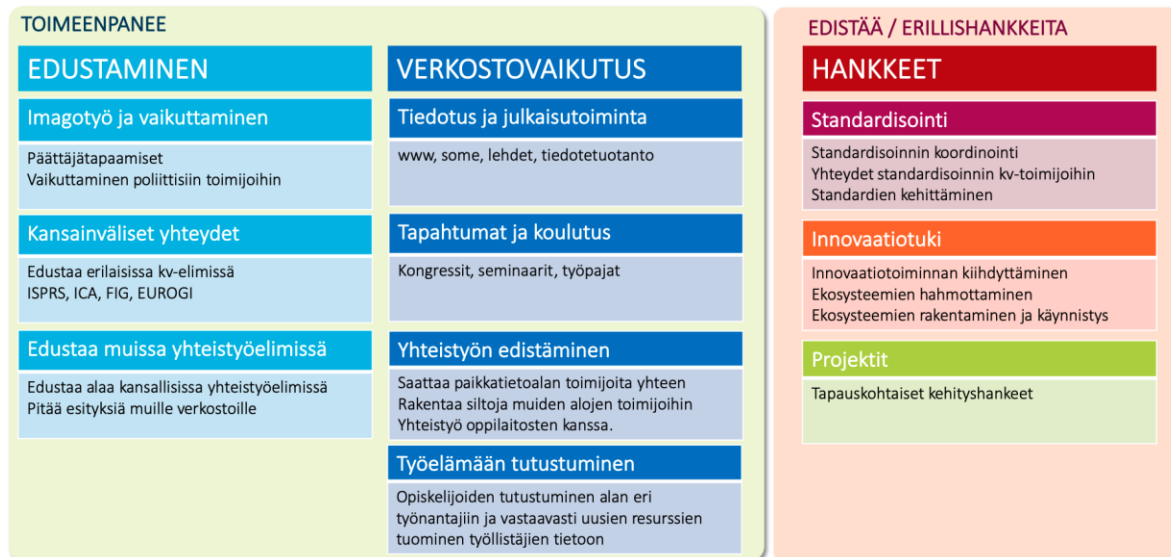 TOIMEENPANEE
EDUSTAMINEN
Imagotyö ja vaikuttaminen
Päättäjätapaamiset
Vaikuttaminen poliittisiin toimijoihin
Kansainväliset yhteydet
Edustaa erilaisissa kv-elimissä
ISPRS, ICA, FIG, EUROGI
Edustaa muissa yhteistyöelimissä
Edustaa alaa kansallisissa yhteistyöelimissä
Pitää esityksiä muille verkostoille
VERKOSTOVAIKUTUS
Tiedotus ja julkaisutoiminta
www, some, lehdet, tiedotetuotanto
Tapahtumat ja koulutus
Kongressit, seminaarit, työpajat
Yhteistyön edistäminen
Saattaa paikkatietoalan toimijoita yhteen
Rakentaa siltoja muiden alojen toimijoihin
Yhteistyö oppilaitosten kanssa.
Työelämään tutustuminen
Opiskelijoiden tutustuminen alan eri
työnantajiin ja vastaavasti uusien resurssien
tuominen työllistäjien tietoon
EDISTÄÄ / ERILLISHANKKEITA
HANKKEET
Standardisointi
Standardisoinnin koordinointi
Yhteydet standardisoinnin kv-toimijoihin
Standardien kehittäminen
Innovaatiotuki
Innovaatiotoiminnan kiihdyttäminen
Ekosysteemien hahmottaminen
Ekosysteemien rakentaminen ja käynnistys
Projektit
Tapauskohtaiset kehityshankkeet